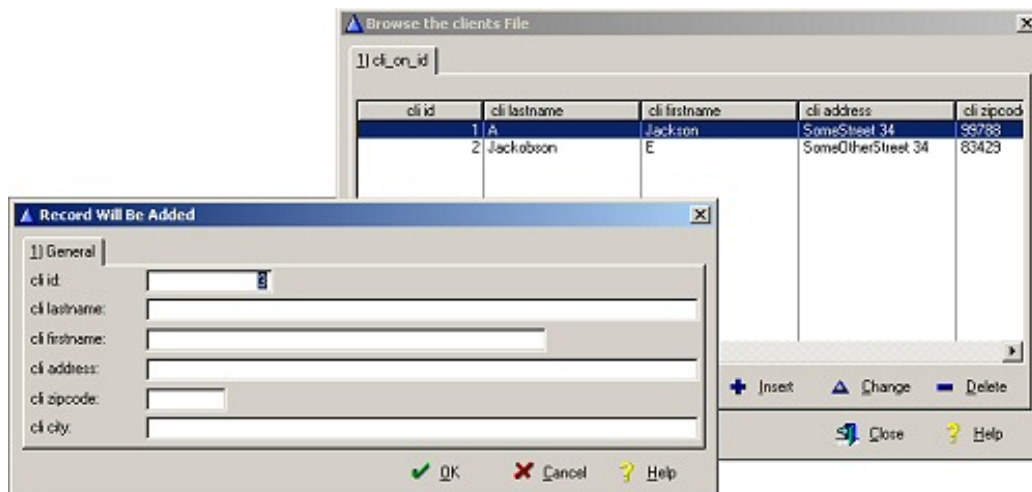 Browse the clients File
1) cli_on_id
cli id cli lastname cli firstname cli address cli zipcod
1 A Jackson SomeStreet 34 99788
2 Jackobson E SomeOtherStreet 34 83429
Insert Change Delete
Close Help
Record Will Be Added
1) General
cli id: 3
cli lastname:
cli firstname:
cli address:
cli zipcode:
cli city:
OK Cancel Help